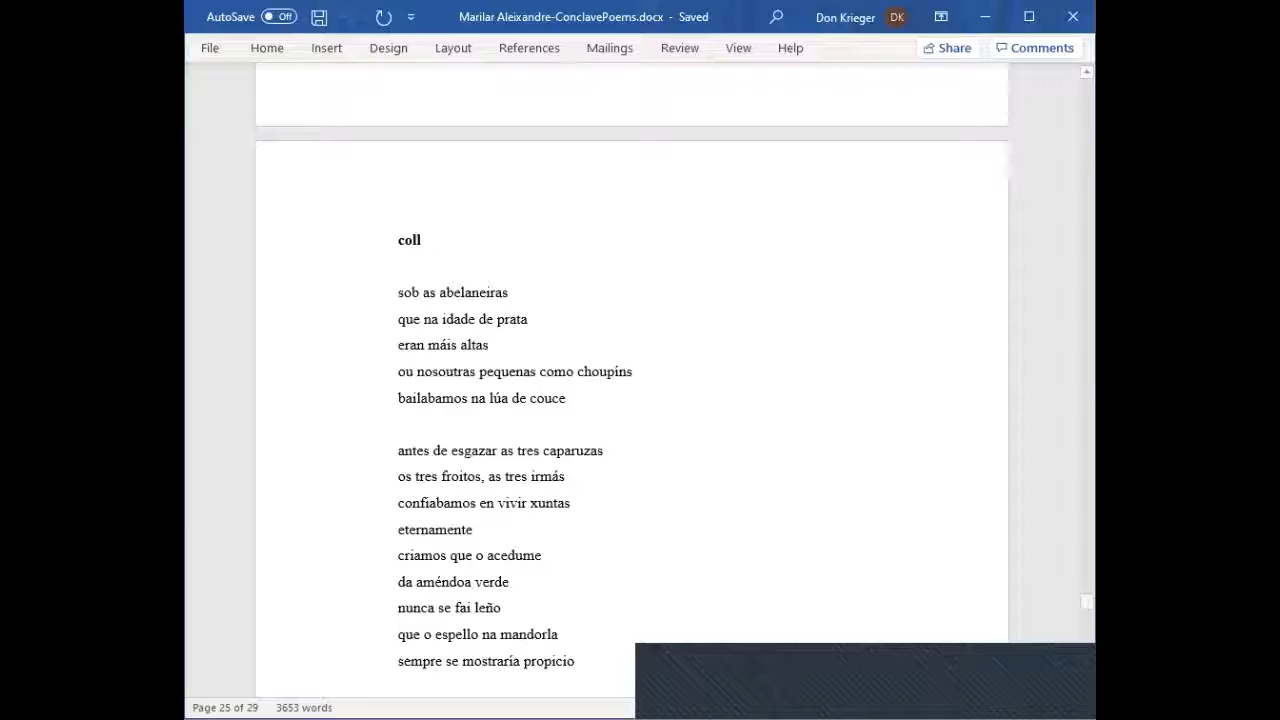 AutoSave Off Marilar Aleixandre-ConclavePoems.docx - Saved Don Krieger DK
File Home Insert Design Layout References Mailings Review View Help Share Comments
coll
sob as abelaneiras
que na idade de prata
eran máis altas
ou nosoutras pequenas como choupíns
bailabamos na lúa de couce
antes de esgazar as tres caparuzas
os tres froitos, as tres irmás
confiabamos en vivir xuntas
eternamente
criamos que o acedume
da améndoa verde
nunca se fai leño
que o espello na mandorla
sempre se mostraría propicio
Page 25 of 29 3653 words